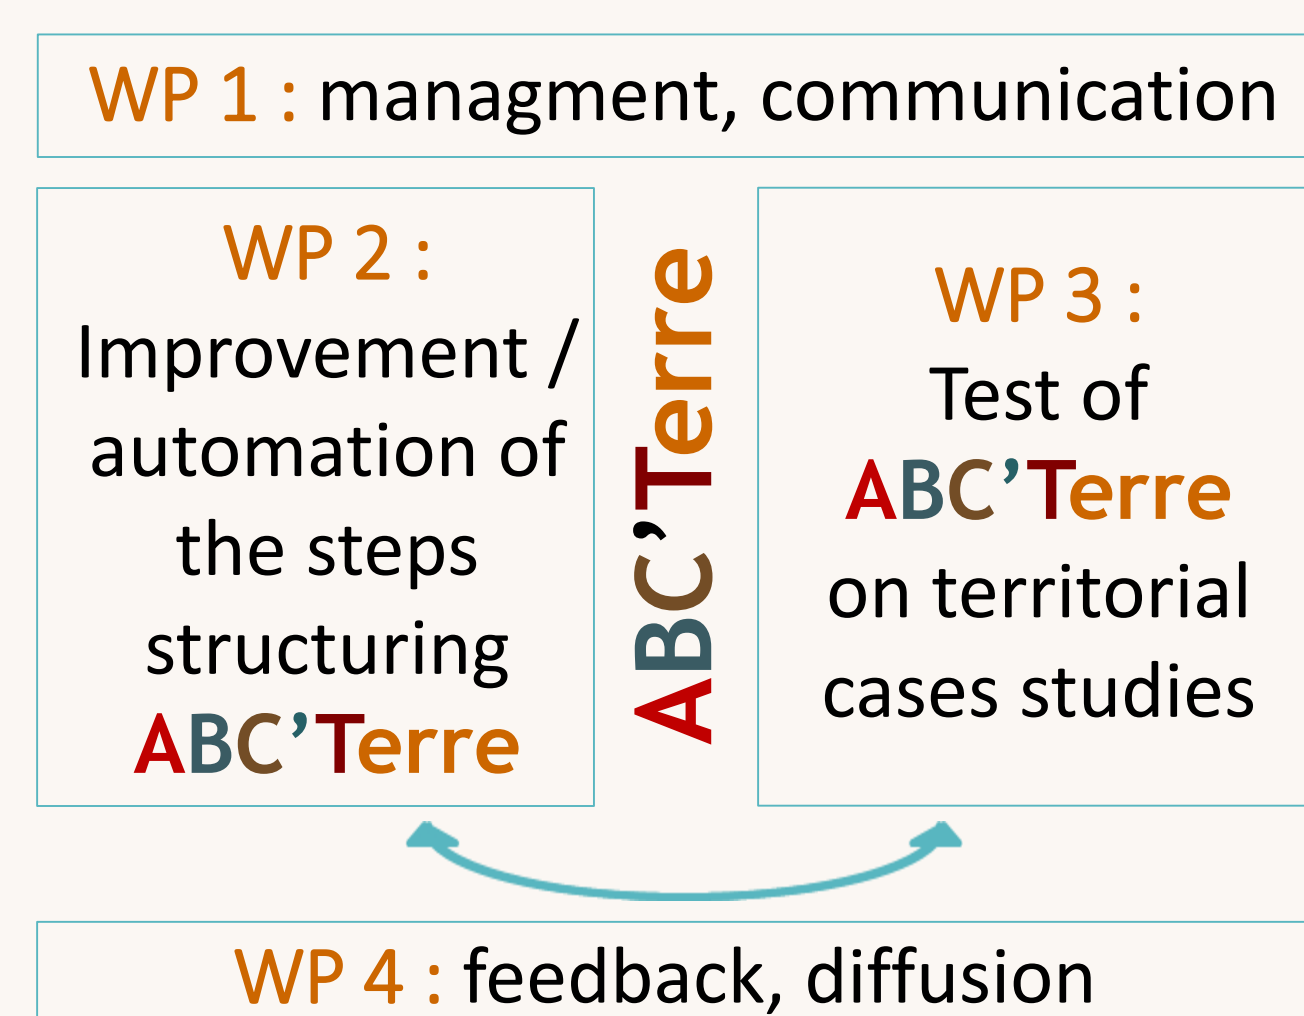 WP 1 : managment, communication
WP 2 :
Improvement /
automation of
the steps
structuring
ABC’Terre
ABC’Terre
WP 3 :
Test of
ABC’Terre
on territorial
cases studies
WP 4 : feedback, diffusion